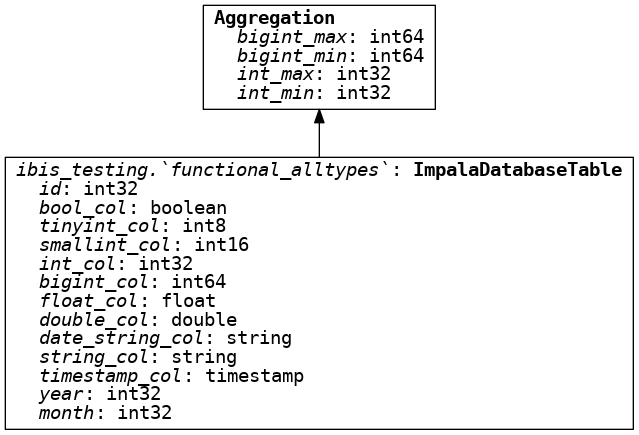 Aggregation
bigint_max: int64
bigint_min: int64
int_max: int32
int_min: int32
ibis_testing.`functional_alltypes`: ImpalaDatabaseTable
id: int32
bool_col: boolean
tinyint_col: int8
smallint_col: int16
int_col: int32
bigint_col: int64
float_col: float
double_col: double
date_string_col: string
string_col: string
timestamp_col: timestamp
year: int32
month: int32